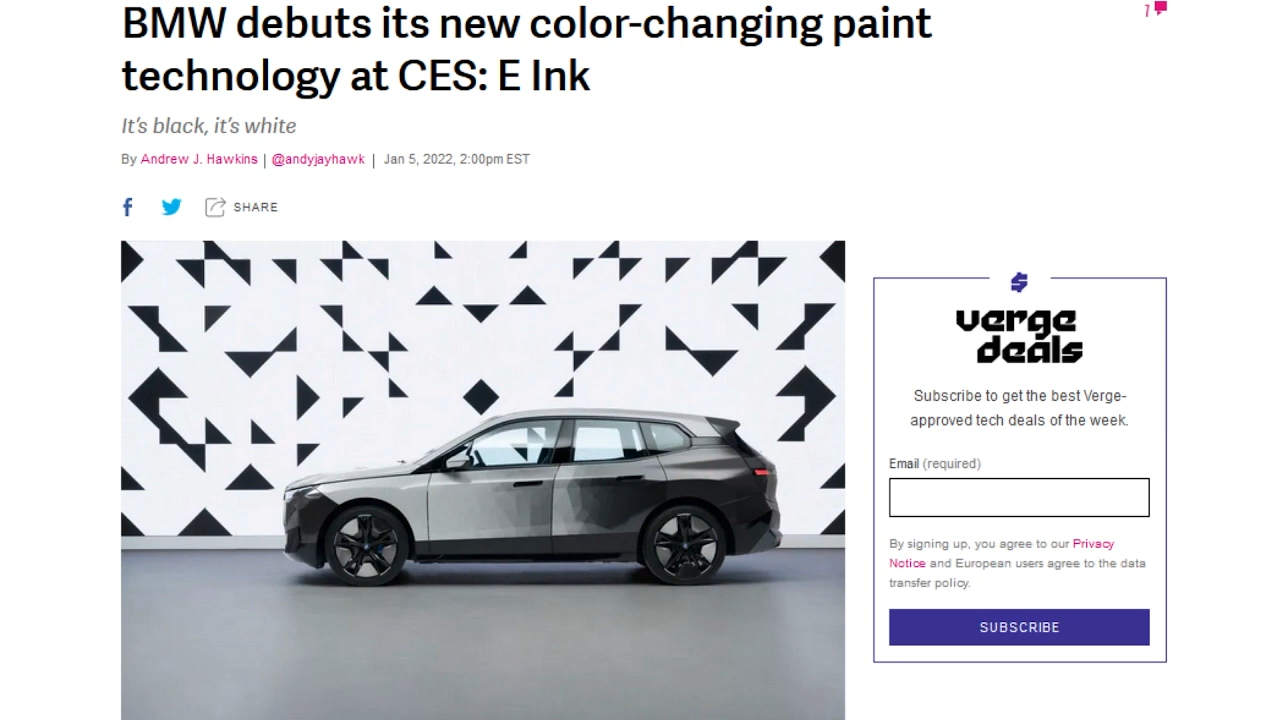 BMW debuts its new color-changing paint
technology at CES: E Ink
It's black, it's white
By Andrew J. Hawkins | @andyjayhawk | Jan 5, 2022, 2:00pm EST
SHARE
verge
deals
Subscribe to get the best Verge-
approved tech deals of the week.
Email (required)
By signing up, you agree to our Privacy
Notice and European users agree to the data
transfer policy.
SUBSCRIBE